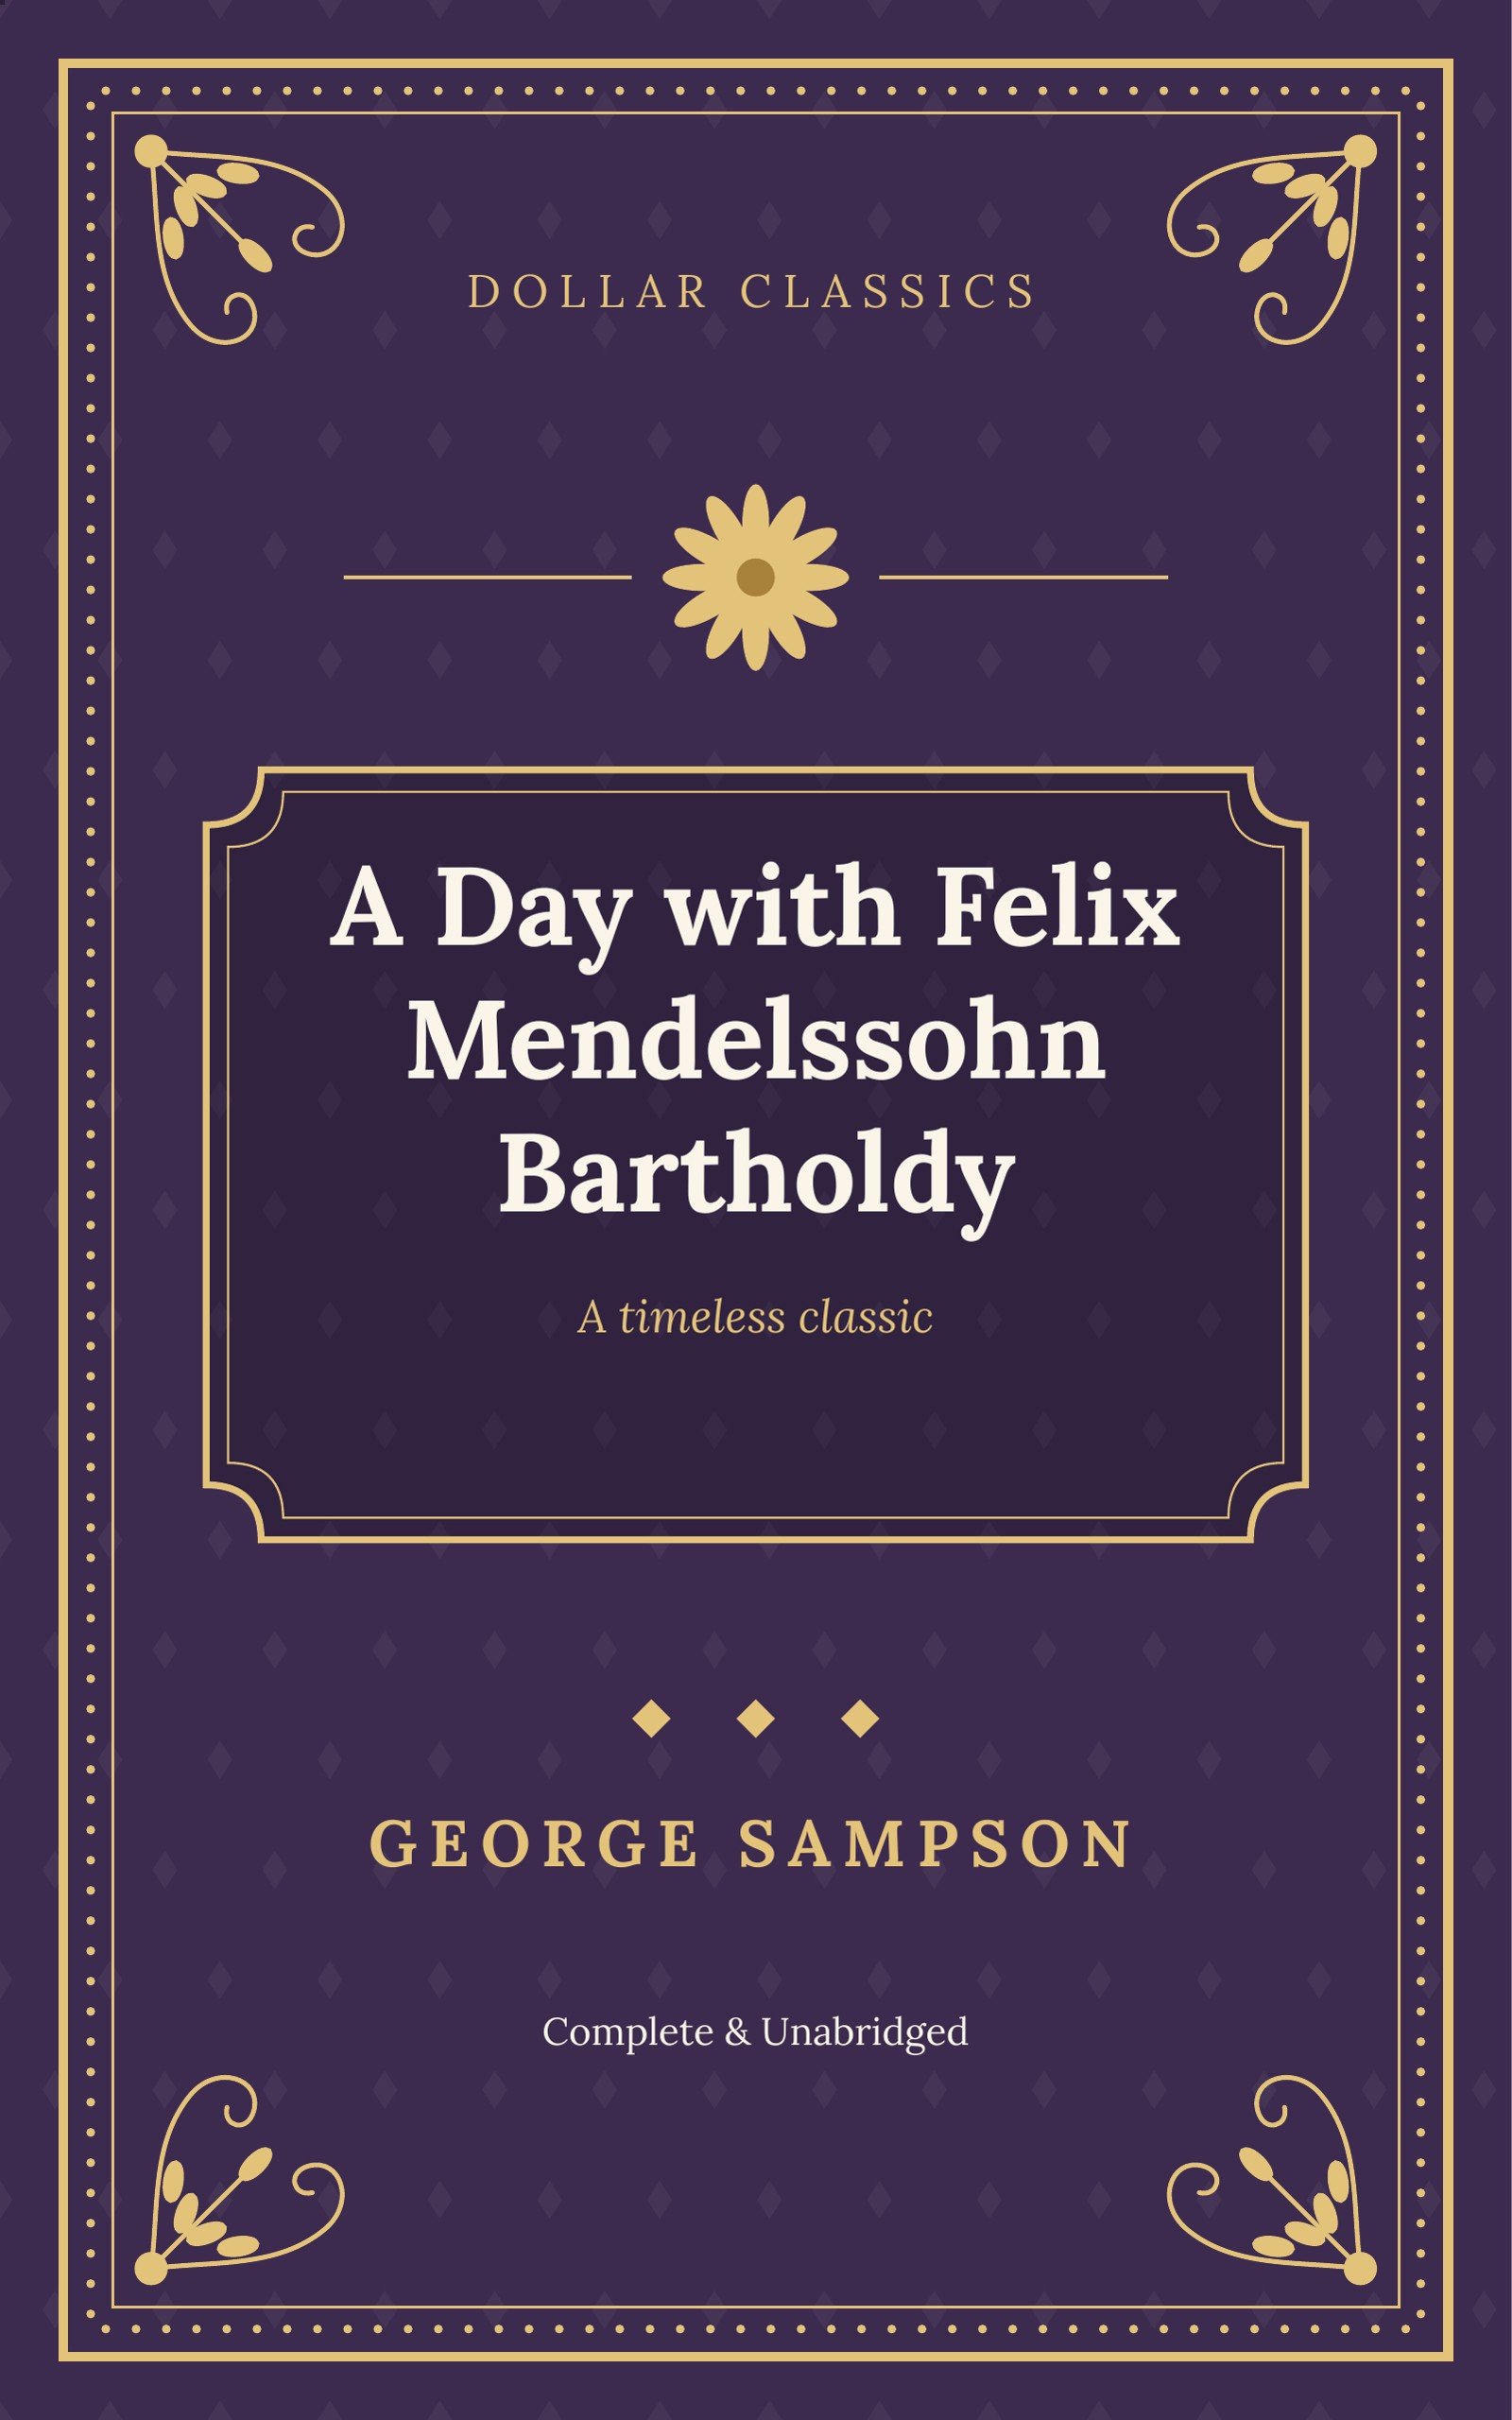 DOLLAR CLASSICS
A Day with Felix
Mendelssohn
Bartholdy
A timeless classic
GEORGE SAMPSON
Complete & Unabridged